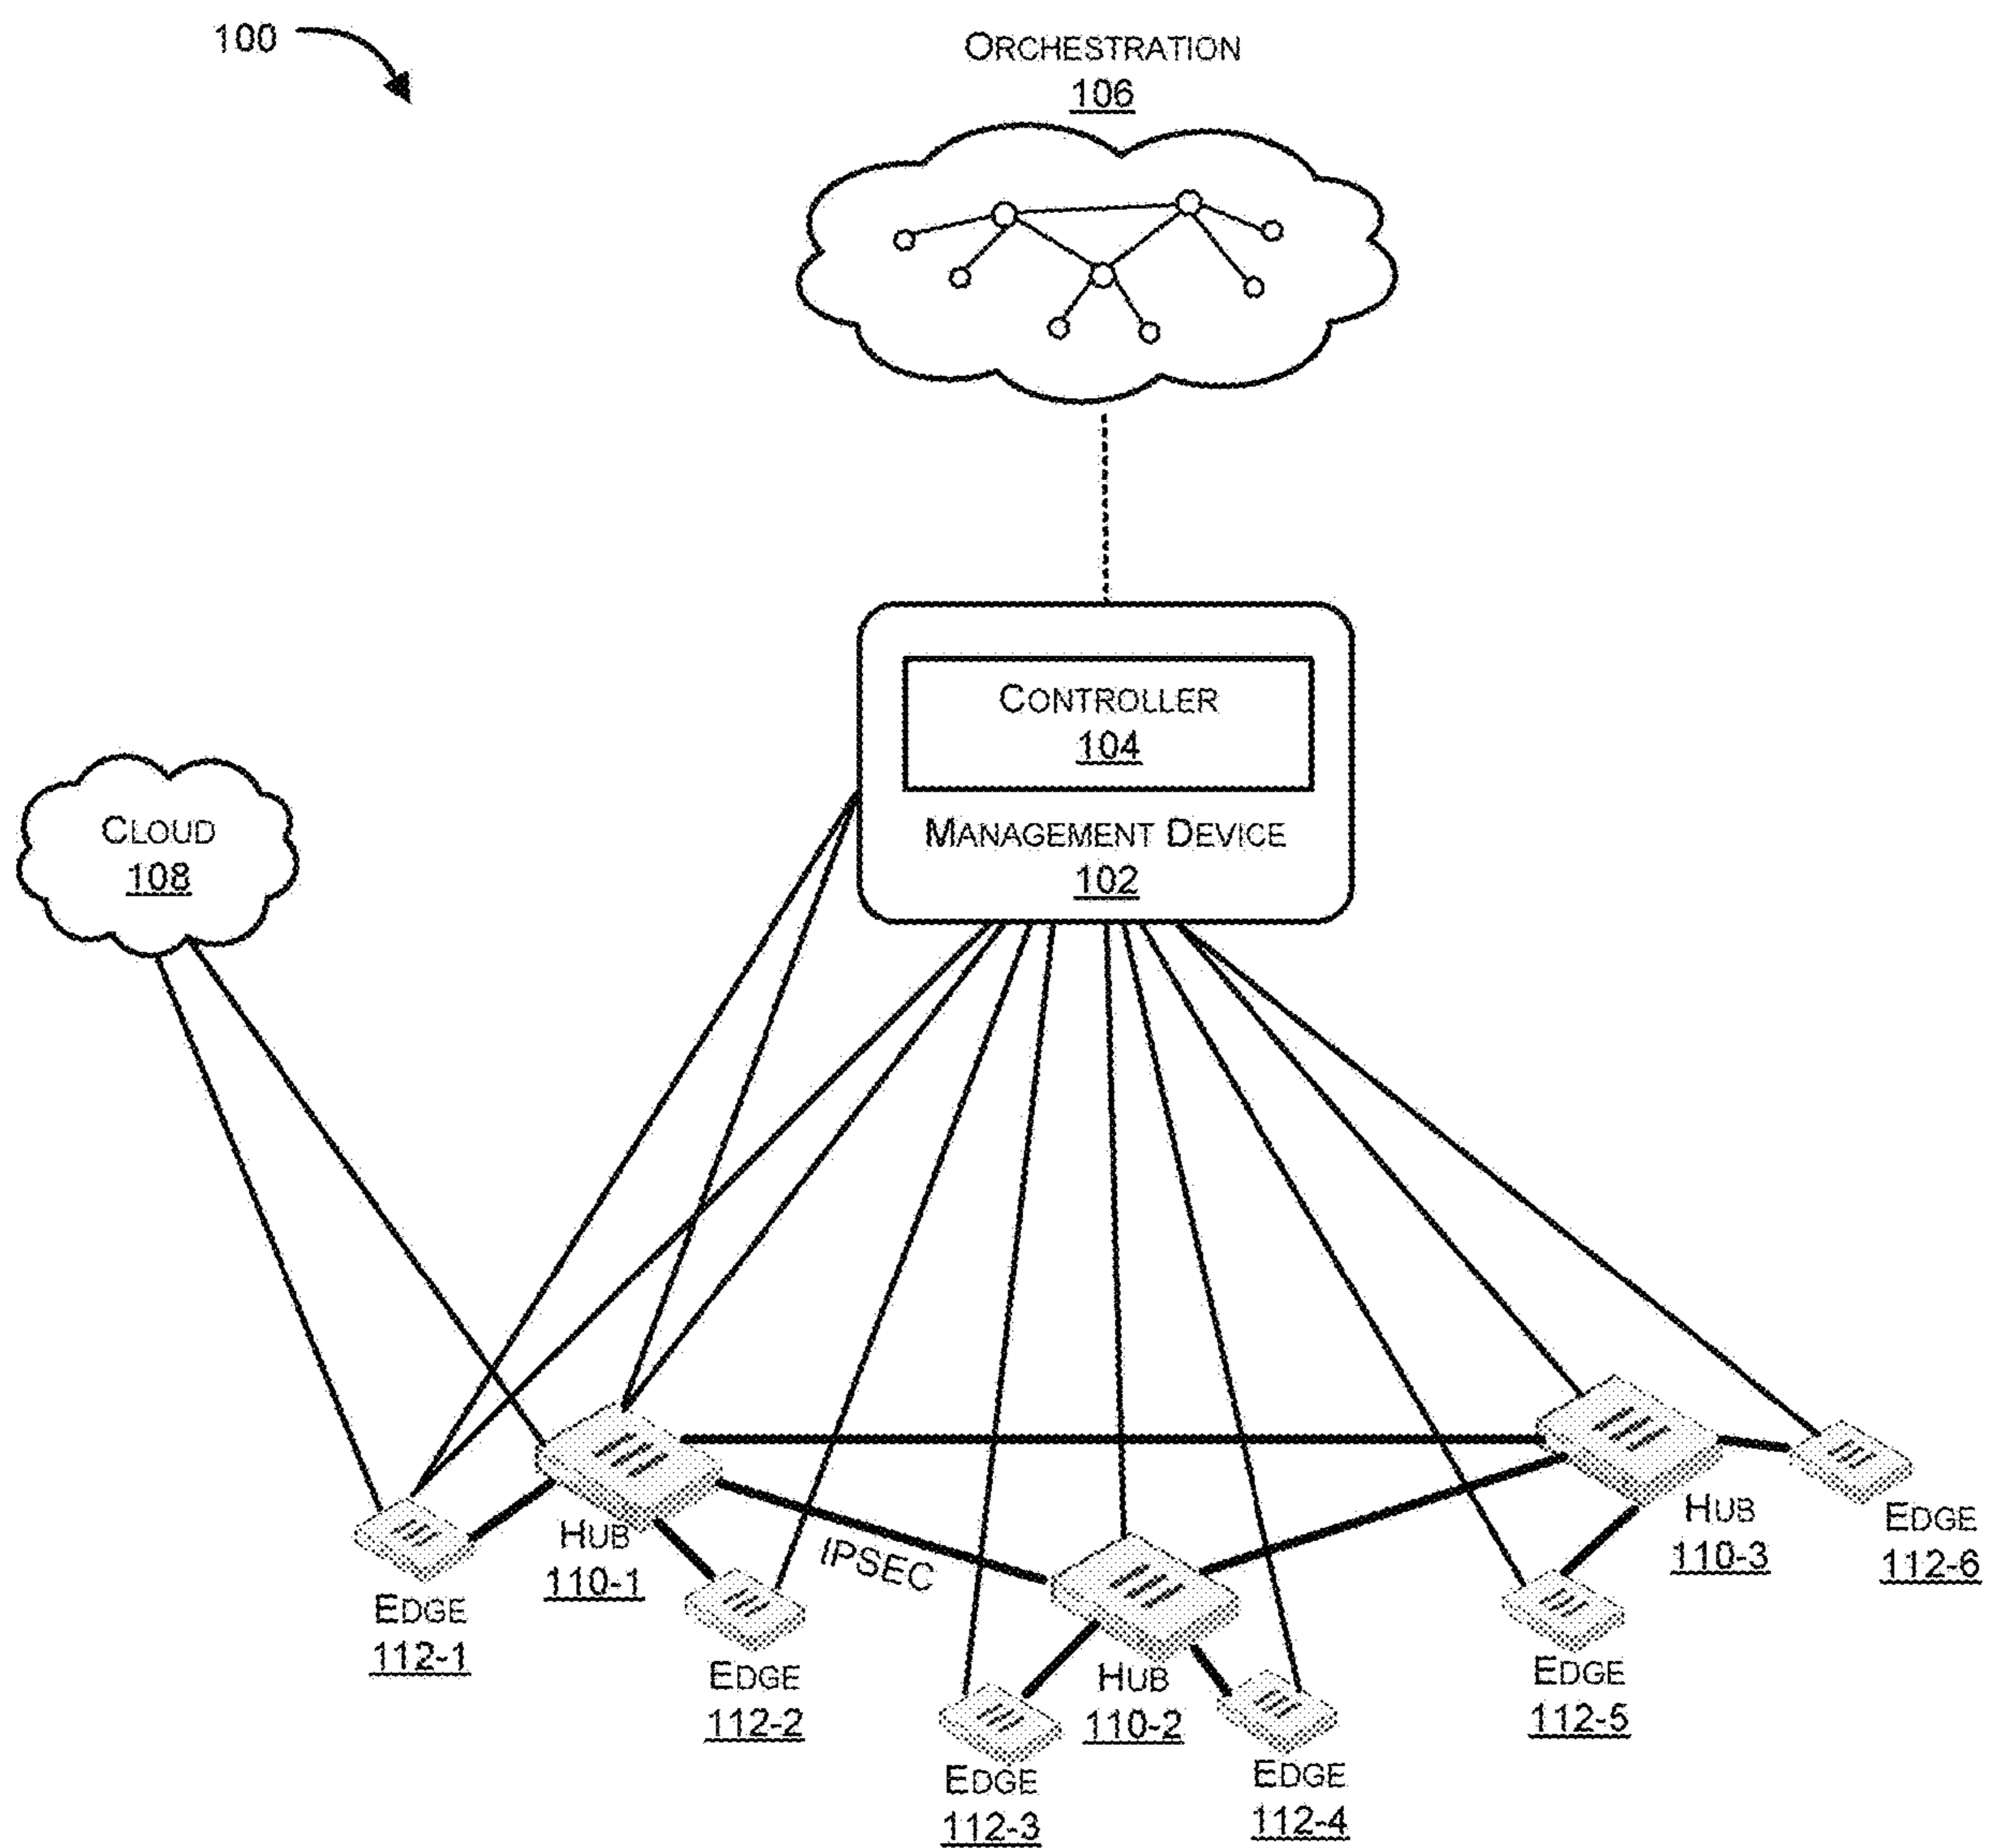 100
ORCHESTRATION
106
CONTROLLER
104
MANAGEMENT DEVICE
102
CLOUD
108
HUB
110-1
IPSEC
EDGE
112-1
EDGE
112-2
HUB
110-2
EDGE
112-3
EDGE
112-4
HUB
110-3
EDGE
112-5
EDGE
112-6